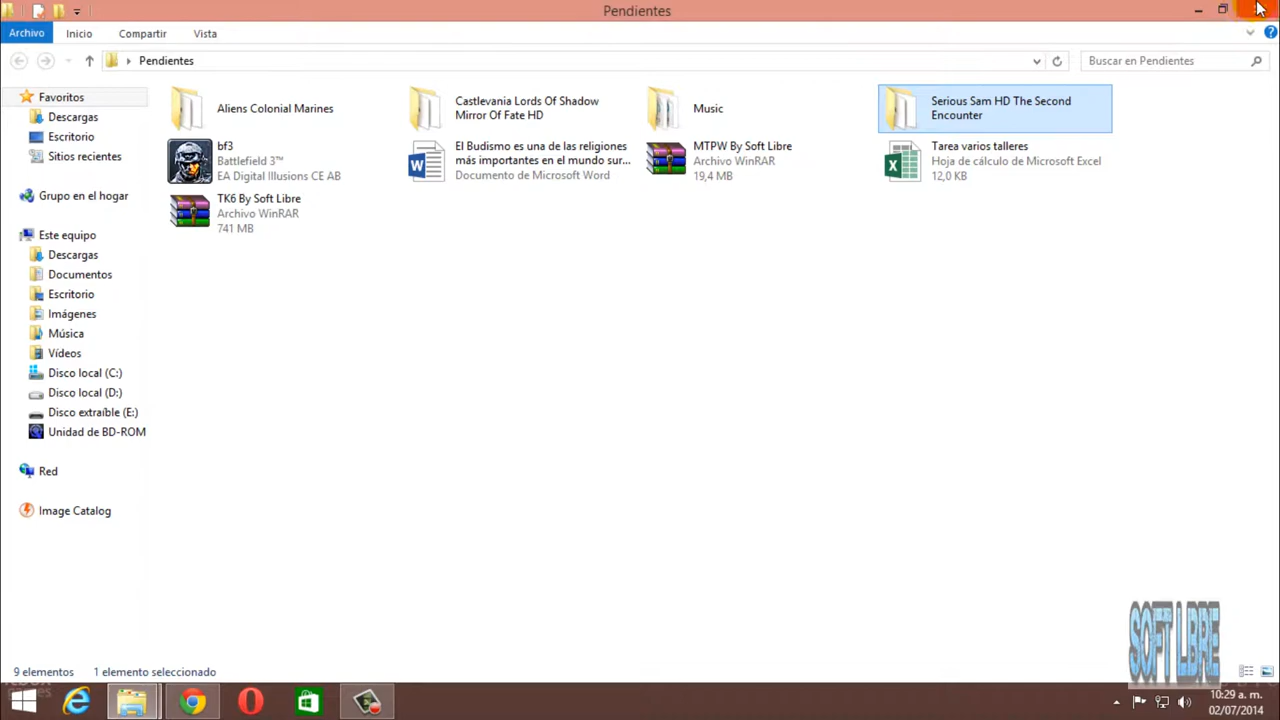 Pendientes
Archivo
Inicio
Compartir
Vista
Pendientes
Buscar en Pendientes
Favoritos
Descargas
Escritorio
Sitios recientes
Grupo en el hogar
Este equipo
Descargas
Documentos
Escritorio
Imágenes
Música
Vídeos
Disco local (C:)
Disco local (D:)
Disco extraíble (E:)
Unidad de BD-ROM
Red
Image Catalog
Aliens Colonial Marines
Castlevania Lords Of Shadow
Mirror Of Fate HD
Music
Serious Sam HD The Second
Encounter
bf3
Battlefield 3™
EA Digital Illusions CE AB
El Budismo es una de las religiones
más importantes en el mundo sur...
Documento de Microsoft Word
MTPW By Soft Libre
Archivo WinRAR
19,4 MB
Tarea varios talleres
Hoja de cálculo de Microsoft Excel
12,0 KB
TK6 By Soft Libre
Archivo WinRAR
741 MB
SOFT LIBRE
9 elementos
1 elemento seleccionado
10:29 a. m.
02/07/2014